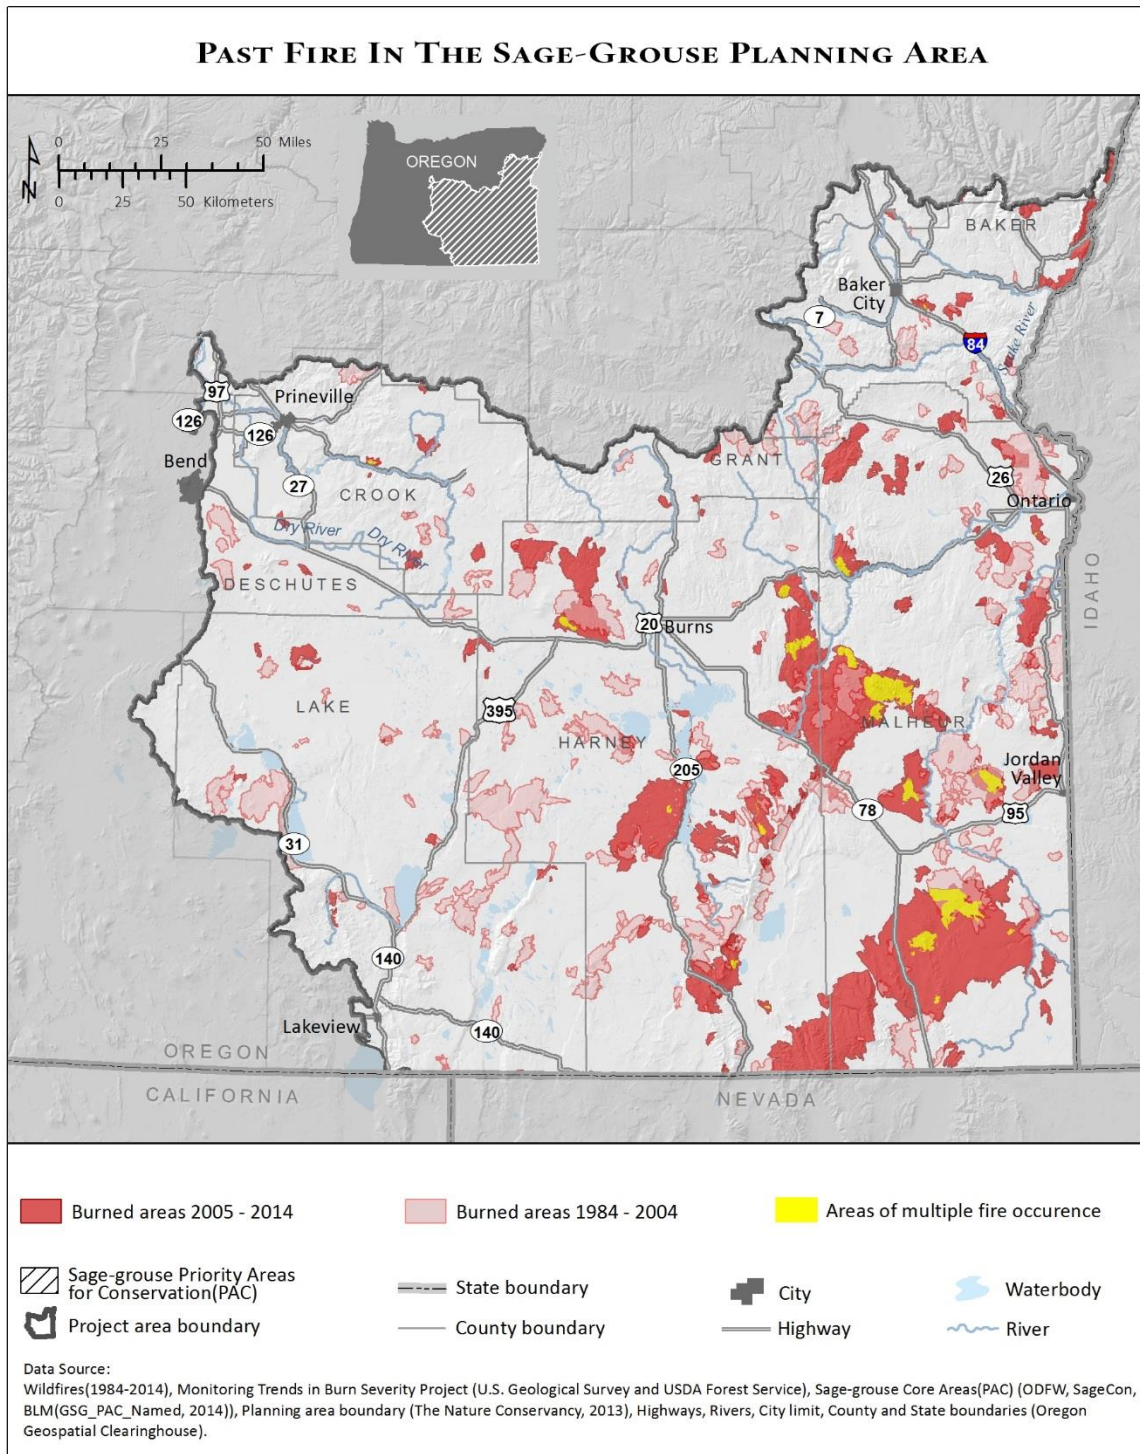 PAST FIRE IN THE SAGE-GROUSE PLANNING AREA
0 25 50 Miles
N
0 25 50 Kilometers
OREGON
BAKER
Baker
City
7
84
Snake River
97
Prineville
126
126
Bend
27
CROOK
GRANT
26
Ontario
Dry River
Dry River
DESCHUTES
IDAHO
20
Burns
LAKE
395
HARNEY
MALHEUR
205
Jordan
Valley
78
95
31
140
Lakeview
140
OREGON
CALIFORNIA
NEVADA
Burned areas 2005 - 2014
Burned areas 1984 - 2004
Areas of multiple fire occurence
Sage-grouse Priority Areas
for Conservation(PAC)
State boundary
City
Waterbody
Project area boundary
County boundary
Highway
River
Data Source:
Wildfires(1984-2014), Monitoring Trends in Burn Severity Project (U.S. Geological Survey and USDA Forest Service), Sage-grouse Core Areas(PAC) (ODFW, SageCon,
BLM(GSG_PAC_Named, 2014)), Planning area boundary (The Nature Conservancy, 2013), Highways, Rivers, City limit, County and State boundaries (Oregon
Geospatial Clearinghouse).